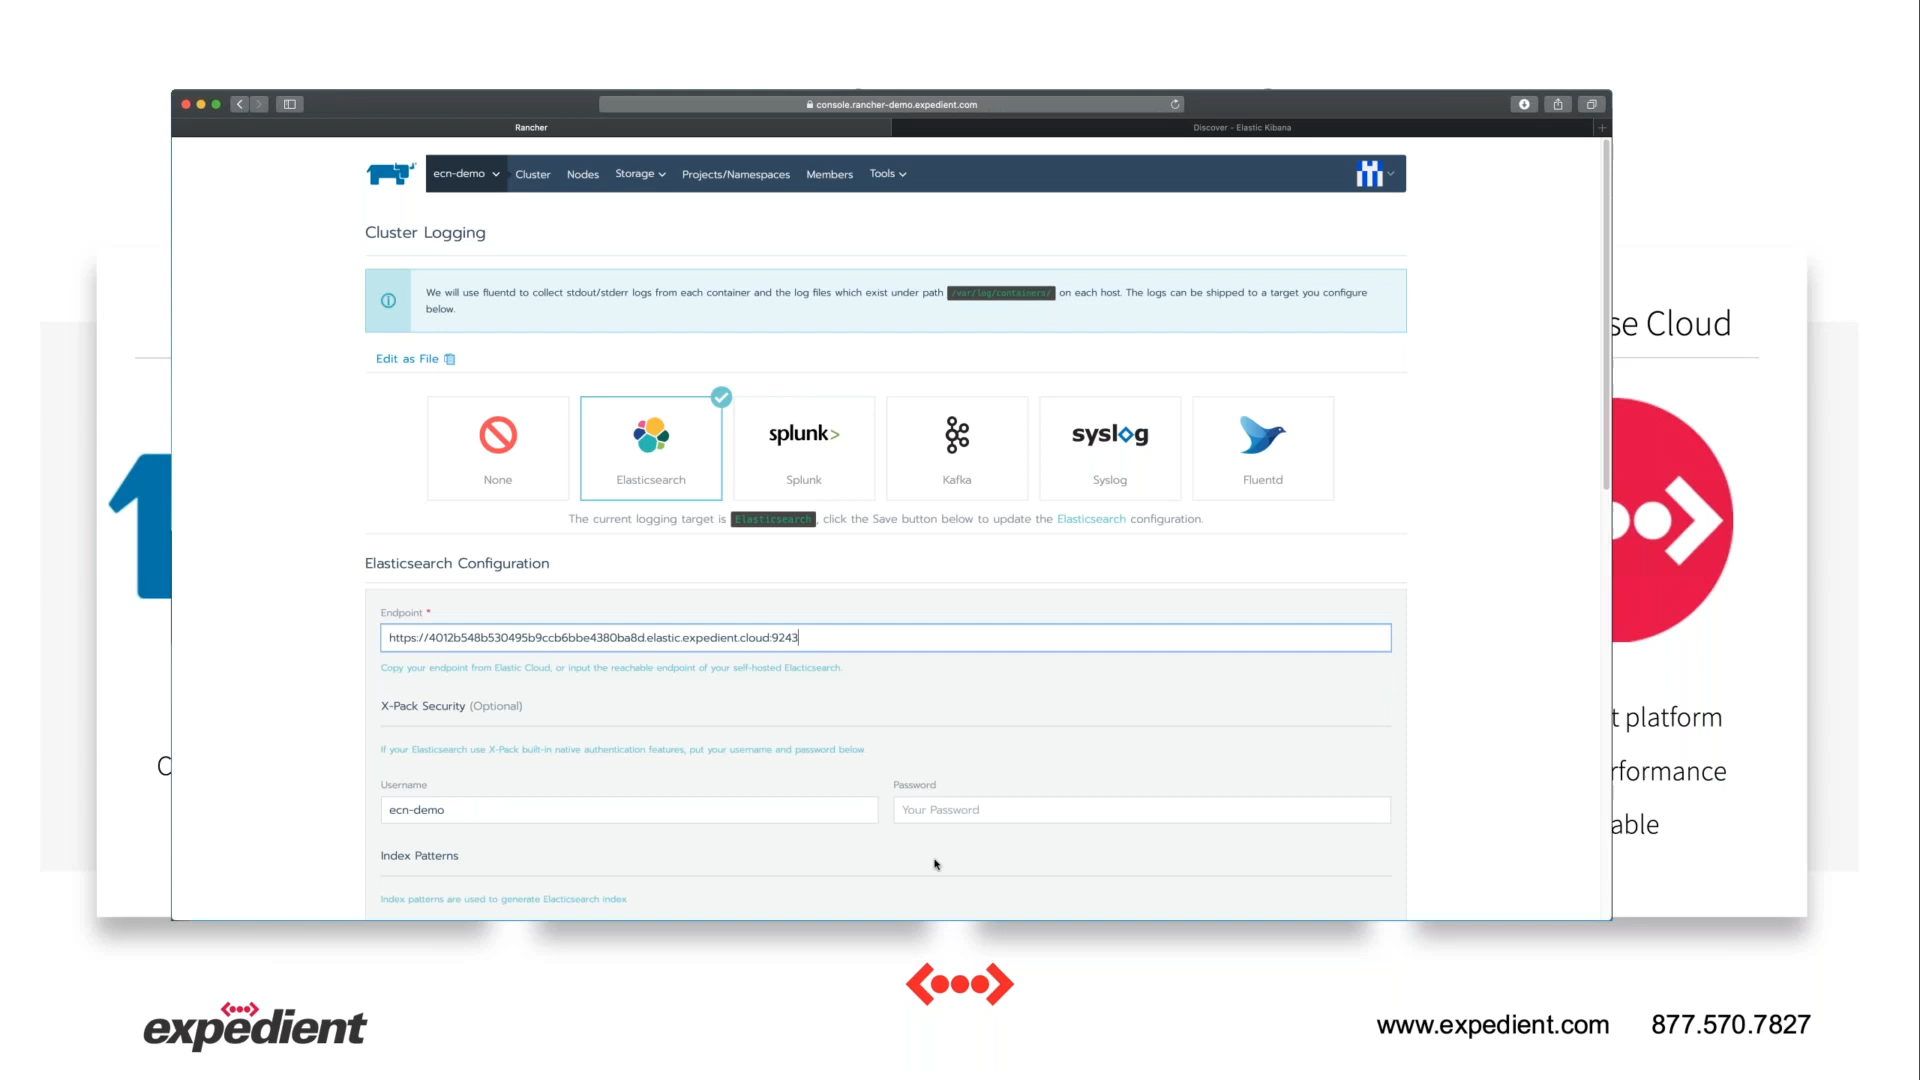 console.rancher-demo.expedient.com
Rancher
Discover - Elastic Kibana
ecn-demo
Cluster
Nodes
Storage
Projects/Namespaces
Members
Tools
Cluster Logging
We will use fluentd to collect stdout/stderr logs from each container and the log files which exist under path /var/log/containers/ on each host. The logs can be shipped to a target you configure
below.
Edit as File
splunk>
syslog
None
Elasticsearch
Splunk
Kafka
Syslog
Fluentd
The current logging target is Elasticsearch, click the Save button below to update the Elasticsearch configuration.
Elasticsearch Configuration
Endpoint *
https://4012b548b530495b9ccb6bbe4380ba8d.elastic.expedient.cloud:9243
Copy your endpoint from Elastic Cloud, or input the reachable endpoint of your self-hosted Elacticsearch.
X-Pack Security (Optional)
If your Elasticsearch use X-Pack built-in native authentication features, put your username and password below.
Username
Password
ecn-demo
Your Password
Index Patterns
Index patterns are used to generate Elacticsearch index
se Cloud
t platform
rformance
able
expedient
www.expedient.com
877.570.7827